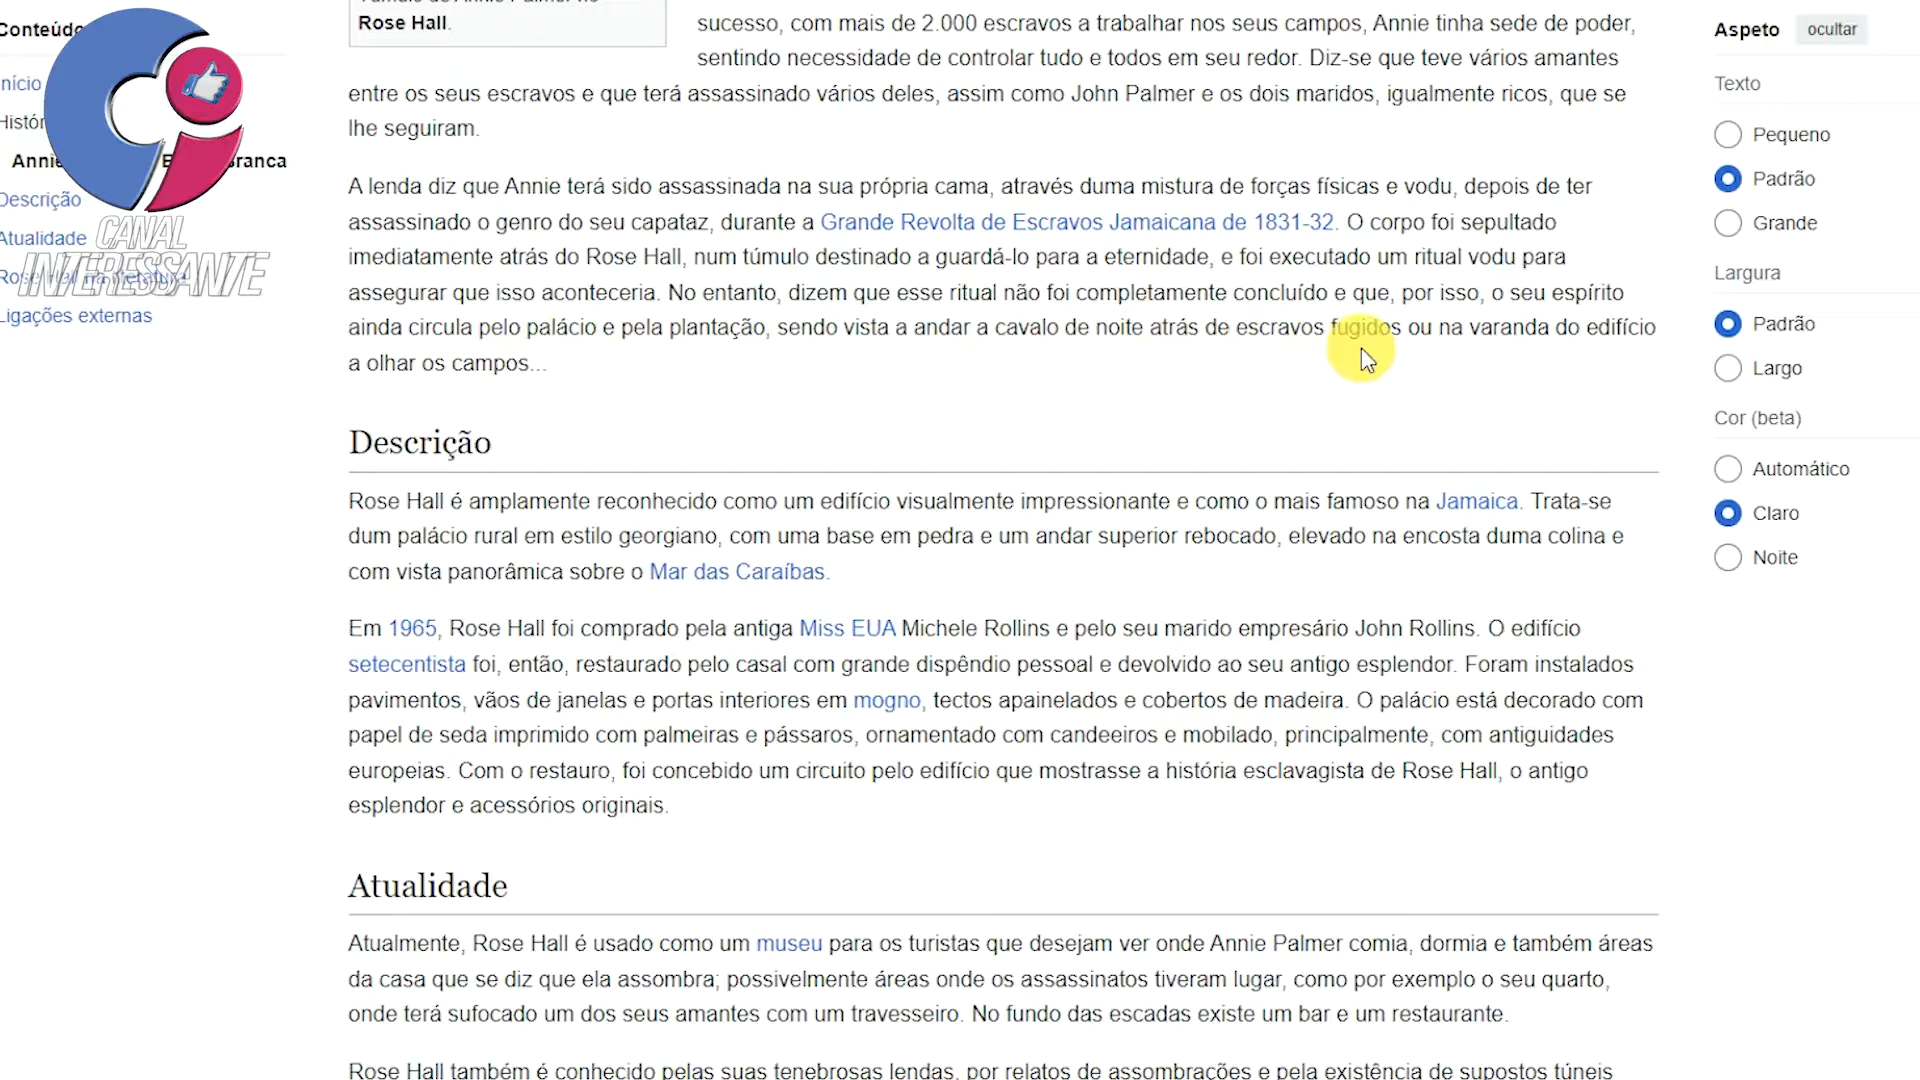 Conteúdo
Início
Annie
Branca
Descrição
Atualidade
Ligações externas
CANAL
INTERESSANTE
Rose Hall.
sucesso, com mais de 2.000 escravos a trabalhar nos seus campos, Annie tinha sede de poder,
sentindo necessidade de controlar tudo e todos em seu redor. Diz-se que teve vários amantes
entre os seus escravos e que terá assassinado vários deles, assim como John Palmer e os dois maridos, igualmente ricos, que se
lhe seguiram.
A lenda diz que Annie terá sido assassinada na sua própria cama, através duma mistura de forças físicas e vodu, depois de ter
assassinado o genro do seu capataz, durante a Grande Revolta de Escravos Jamaicana de 1831-32. O corpo foi sepultado
imediatamente atrás do Rose Hall, num túmulo destinado a guardá-lo para a eternidade, e foi executado um ritual vodu para
assegurar que isso aconteceria. No entanto, dizem que esse ritual não foi completamente concluído e que, por isso, o seu espírito
ainda circula pelo palácio e pela plantação, sendo vista a andar a cavalo de noite atrás de escravos fugidos ou na varanda do edifício
a olhar os campos...
Descrição
Rose Hall é amplamente reconhecido como um edifício visualmente impressionante e como o mais famoso na Jamaica. Trata-se
dum palácio rural em estilo georgiano, com uma base em pedra e um andar superior rebocado, elevado na encosta duma colina e
com vista panorâmica sobre o Mar das Caraíbas.
Em 1965, Rose Hall foi comprado pela antiga Miss EUA Michele Rollins e pelo seu marido empresário John Rollins. O edifício
setecentista foi, então, restaurado pelo casal com grande dispêndio pessoal e devolvido ao seu antigo esplendor. Foram instalados
pavimentos, vãos de janelas e portas interiores em mogno, tectos apainelados e cobertos de madeira. O palácio está decorado com
papel de seda imprimido com palmeiras e pássaros, ornamentado com candeeiros e mobilado, principalmente, com antiguidades
europeias. Com o restauro, foi concebido um circuito pelo edifício que mostrasse a história esclavagista de Rose Hall, o antigo
esplendor e acessórios originais.
Atualidade
Atualmente, Rose Hall é usado como um museu para os turistas que desejam ver onde Annie Palmer comia, dormia e também áreas
da casa que se diz que ela assombra; possivelmente áreas onde os assassinatos tiveram lugar, como por exemplo o seu quarto,
onde terá sufocado um dos seus amantes com um travesseiro. No fundo das escadas existe um bar e um restaurante.
Rose Hall também é conhecido pelas suas tenebrosas lendas, por relatos de assombrações e pela existência de supostos túneis
Aspeto ocultar
Texto
Pequeno
Padrão
Grande
Largura
Padrão
Largo
Cor (beta)
Automático
Claro
Noite